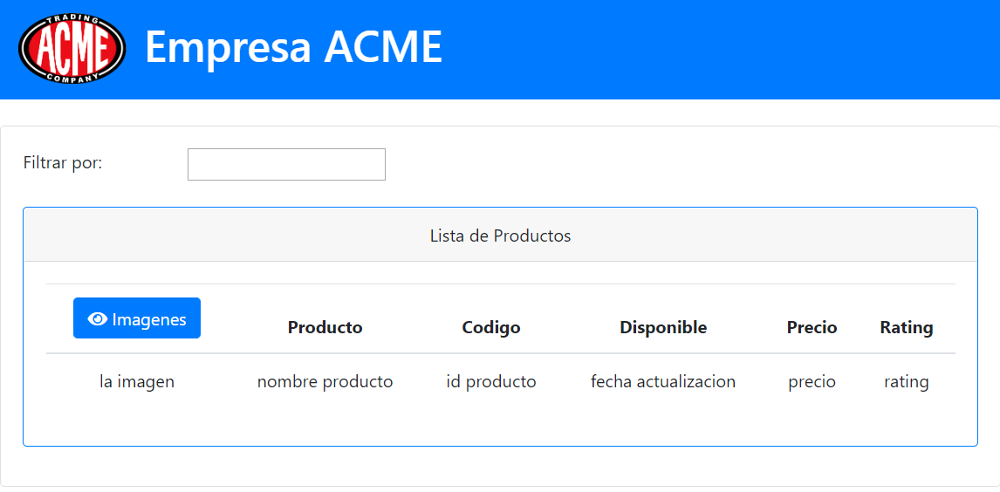 TRADING
ACME
COMPANY
Empresa ACME
Filtrar por:
Lista de Productos
Imagenes Producto Codigo Disponible Precio Rating
la imagen nombre producto id producto fecha actualizacion precio rating